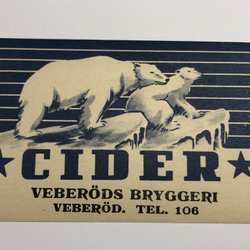 CIDER
VEBERÖDS BRYGGERI
VEBERÖD. TEL. 106